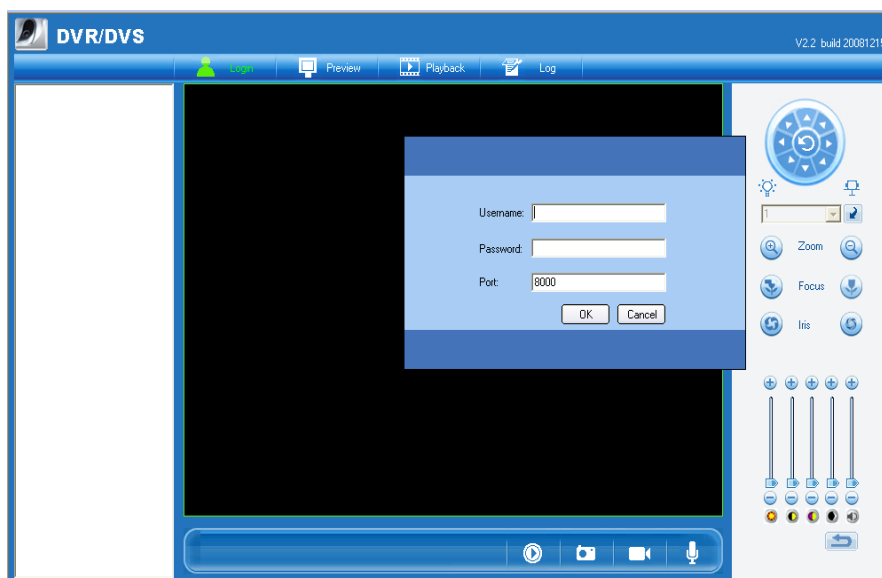 DVR/DVS
V2.2 build 20081215
Login Preview Playback Log
Username:
Password:
Port: 8000
OK Cancel
1
Zoom
Focus
Iris